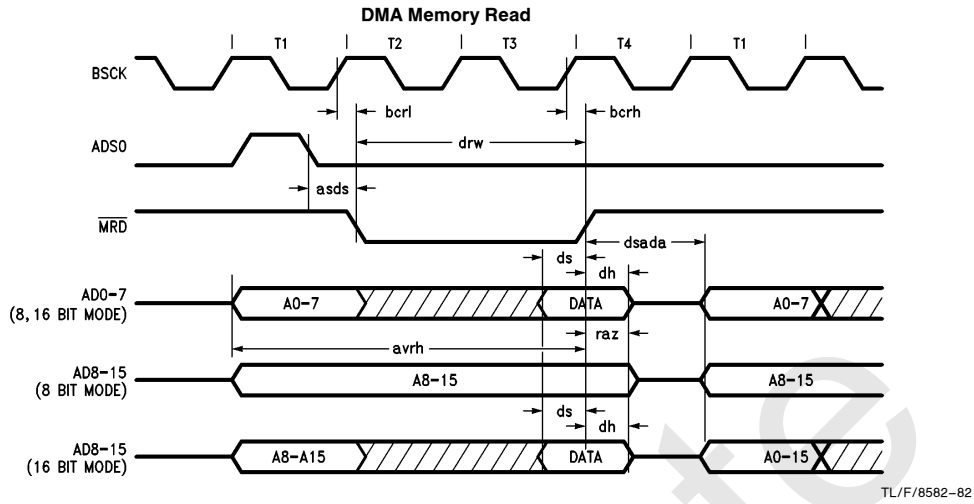 DMA Memory Read
T1 T2 T3 T4 T1
BSCK
bcrl bcrh
ADS0
drw
asds
MRD
dsada
ds
dh
AD0-7
(8, 16 BIT MODE)
A0-7 DATA A0-7
raz
avrh
AD8-15
(8 BIT MODE)
A8-15 A8-15
ds
dh
AD8-15
(16 BIT MODE)
A8-A15 DATA A0-15
TL/F/8582-82